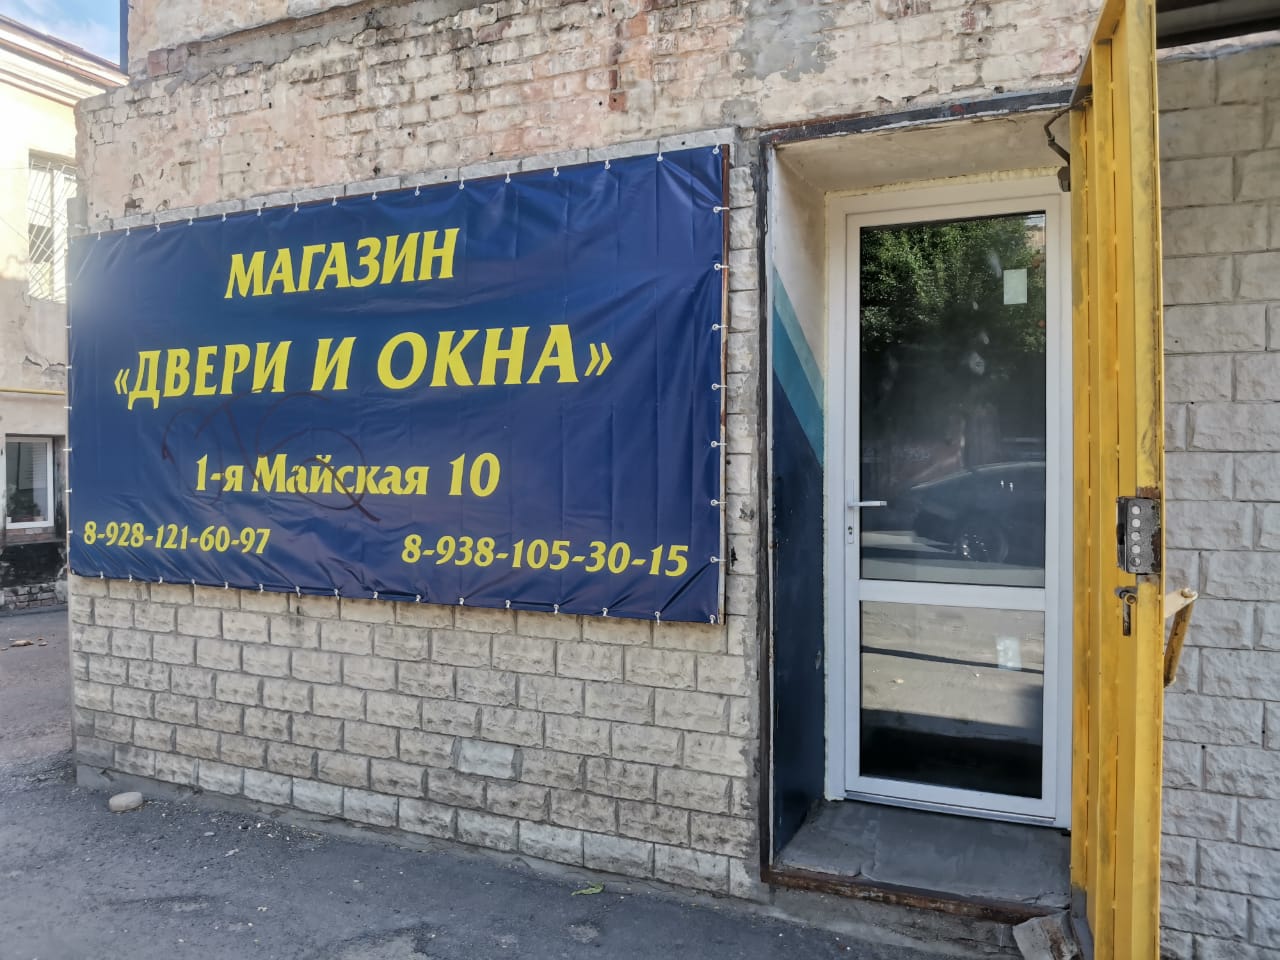 МАГАЗИН
«ДВЕРИ И ОКНА»
1-я Майская 10
8-928-121-60-97
8-938-105-30-15